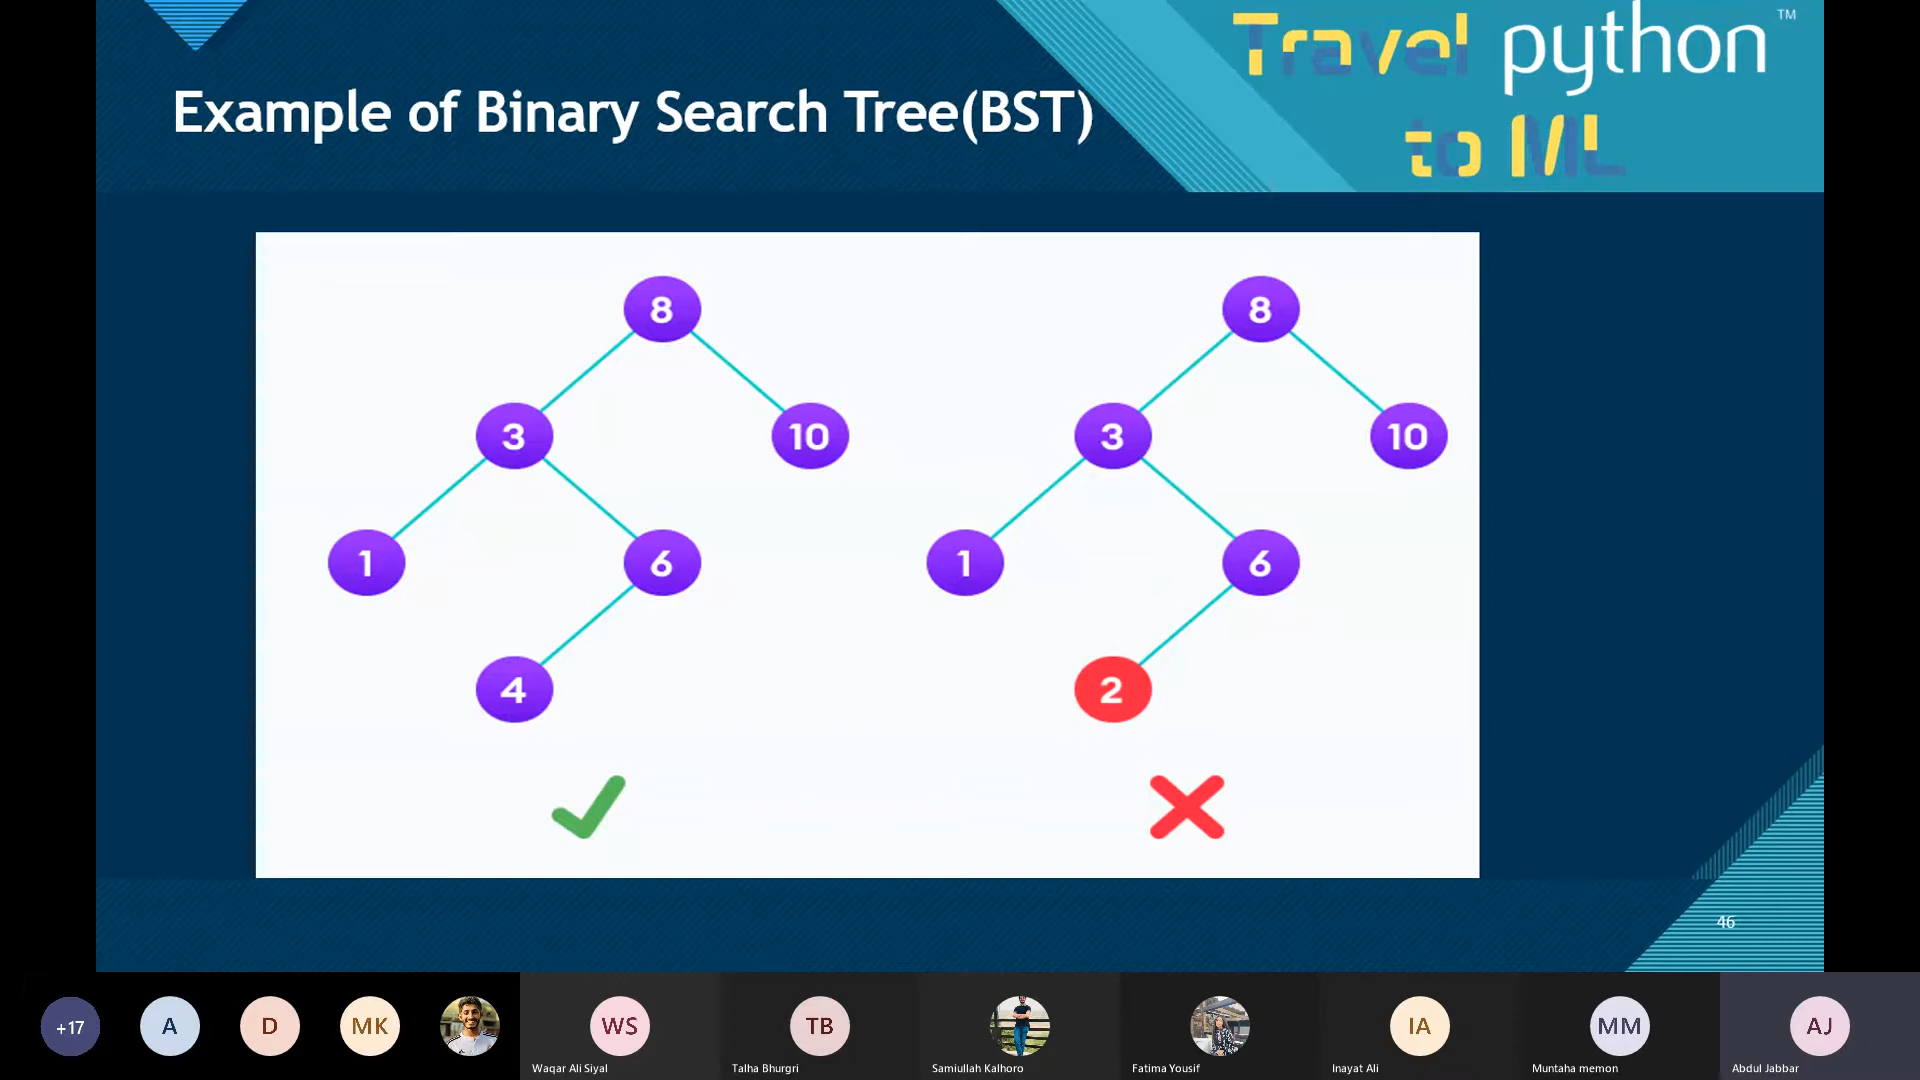 Travel python™
to ML
Example of Binary Search Tree(BST)
8
3
10
1
6
4
8
3
10
1
6
2
46
+17
A
D
MK
WS
TB
IA
MM
AJ
Waqar Ali Siyal
Talha Bhurgri
Samiullah Kalhoro
Fatima Yousif
Inayat Ali
Muntaha memon
Abdul Jabbar